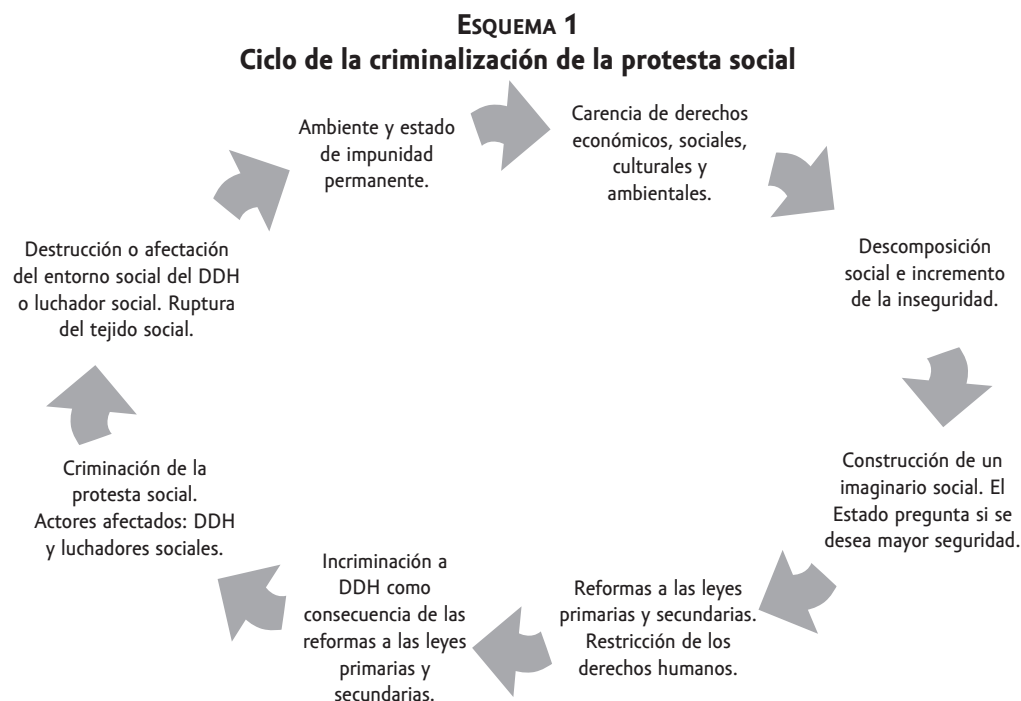 ESQUEMA 1
Ciclo de la criminalización de la protesta social
Ambiente y estado
de impunidad
permanente.
Carencia de derechos
económicos, sociales,
culturales y
ambientales.
Descomposición
social e incremento
de la inseguridad.
Construcción de un
imaginario social. El
Estado pregunta si se
desea mayor seguridad.
Reformas a las leyes
primarias y secundarias.
Restricción de los
derechos humanos.
Incriminación a
DDH como
consecuencia de las
reformas a las leyes
primarias y
secundarias.
Criminación de la
protesta social.
Actores afectados: DDH
y luchadores sociales.
Destrucción o afectación
del entorno social del DDH
o luchador social. Ruptura
del tejido social.